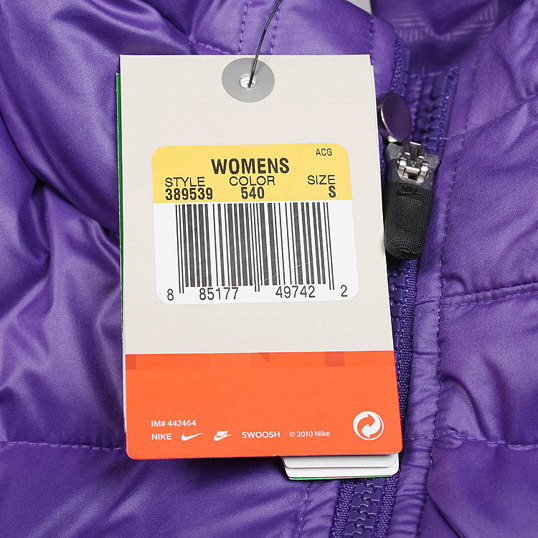 ACG
WOMENS
STYLE COLOR SIZE
389539 540 S
8 85177 49742 2
IM# 442464
NIKE SWOOSH © 2010 Nike